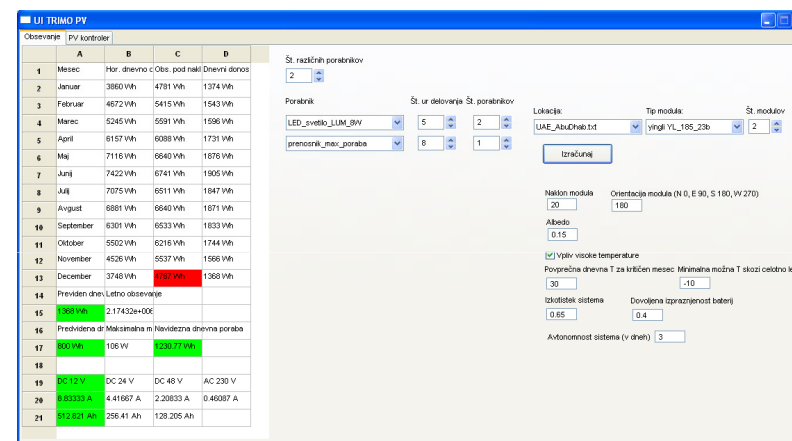 UI TRIMO PV
Obsevanje PV kontroler
A B C D
1 Mesec Hor. dnevno o Obs. pod nakl Dnevni donos
2 Januar 3860 Wh 4781 Wh 1374 Wh
3 Februar 4672 Wh 5415 Wh 1543 Wh
4 Marec 5245 Wh 5591 Wh 1596 Wh
5 April 6157 Wh 6088 Wh 1731 Wh
6 Maj 7116 Wh 6640 Wh 1876 Wh
7 Junij 7422 Wh 6741 Wh 1905 Wh
8 Julij 7075 Wh 6511 Wh 1847 Wh
9 Avgust 6881 Wh 6640 Wh 1871 Wh
10 September 6301 Wh 6533 Wh 1833 Wh
11 Oktober 5502 Wh 6216 Wh 1744 Wh
12 November 4526 Wh 5537 Wh 1566 Wh
13 December 3748 Wh 4767 Wh 1368 Wh
14 Previden dnev Letno obsevanje
15 1368 Wh 2.17432e+006
16 Predvidena dr Maksimalna m Navidezna dnevna poraba
17 800 Wh 106 W 1230.77 Wh
18
19 DC 12 V DC 24 V DC 48 V AC 230 V
20 8.83333 A 4.41667 A 2.20833 A 0.46087 A
21 512.821 Ah 256.41 Ah 128.205 Ah
Št. različnih porabnikov
2
Porabnik Št. ur delovanja Št. porabnikov
LED_svetilo_LUM_8W 5 2
prenosnik_max_poraba 8 1
Lokacija: Tip modula: Št. modulov
UAE_AbuDhabi.txt yingli YL_185_23b 2
Izračunaj
Naklon modula Orientacija modula (N 0, E 90, S 180, W 270)
20 180
Albedo
0.15
Vpliv visoke temperature
Povprečna dnevna T za kritičen mesec Minimalna možna T skozi celotno le
30 -10
Izkotistek sistema Dovoljena izpraznjenost baterij
0.65 0.4
Avtonomnost sistema (v dneh) 3